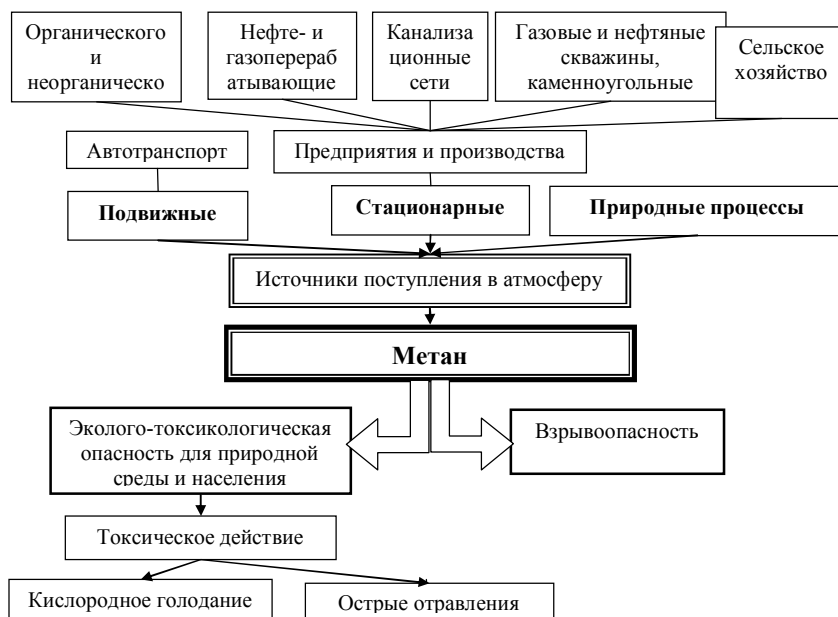 Органического
и
неорганическо
Нефте- и
газоперераб
атывающие
Канализа
ционные
сети
Газовые и нефтяные
скважины,
каменноугольные
Сельское
хозяйство
Автотранспорт
Предприятия и производства
Подвижные
Стационарные
Природные процессы
Источники поступления в атмосферу
Метан
Эколого-токсикологическая
опасность для природной
среды и населения
Взрывоопасность
Токсическое действие
Кислородное голодание
Острые отравления